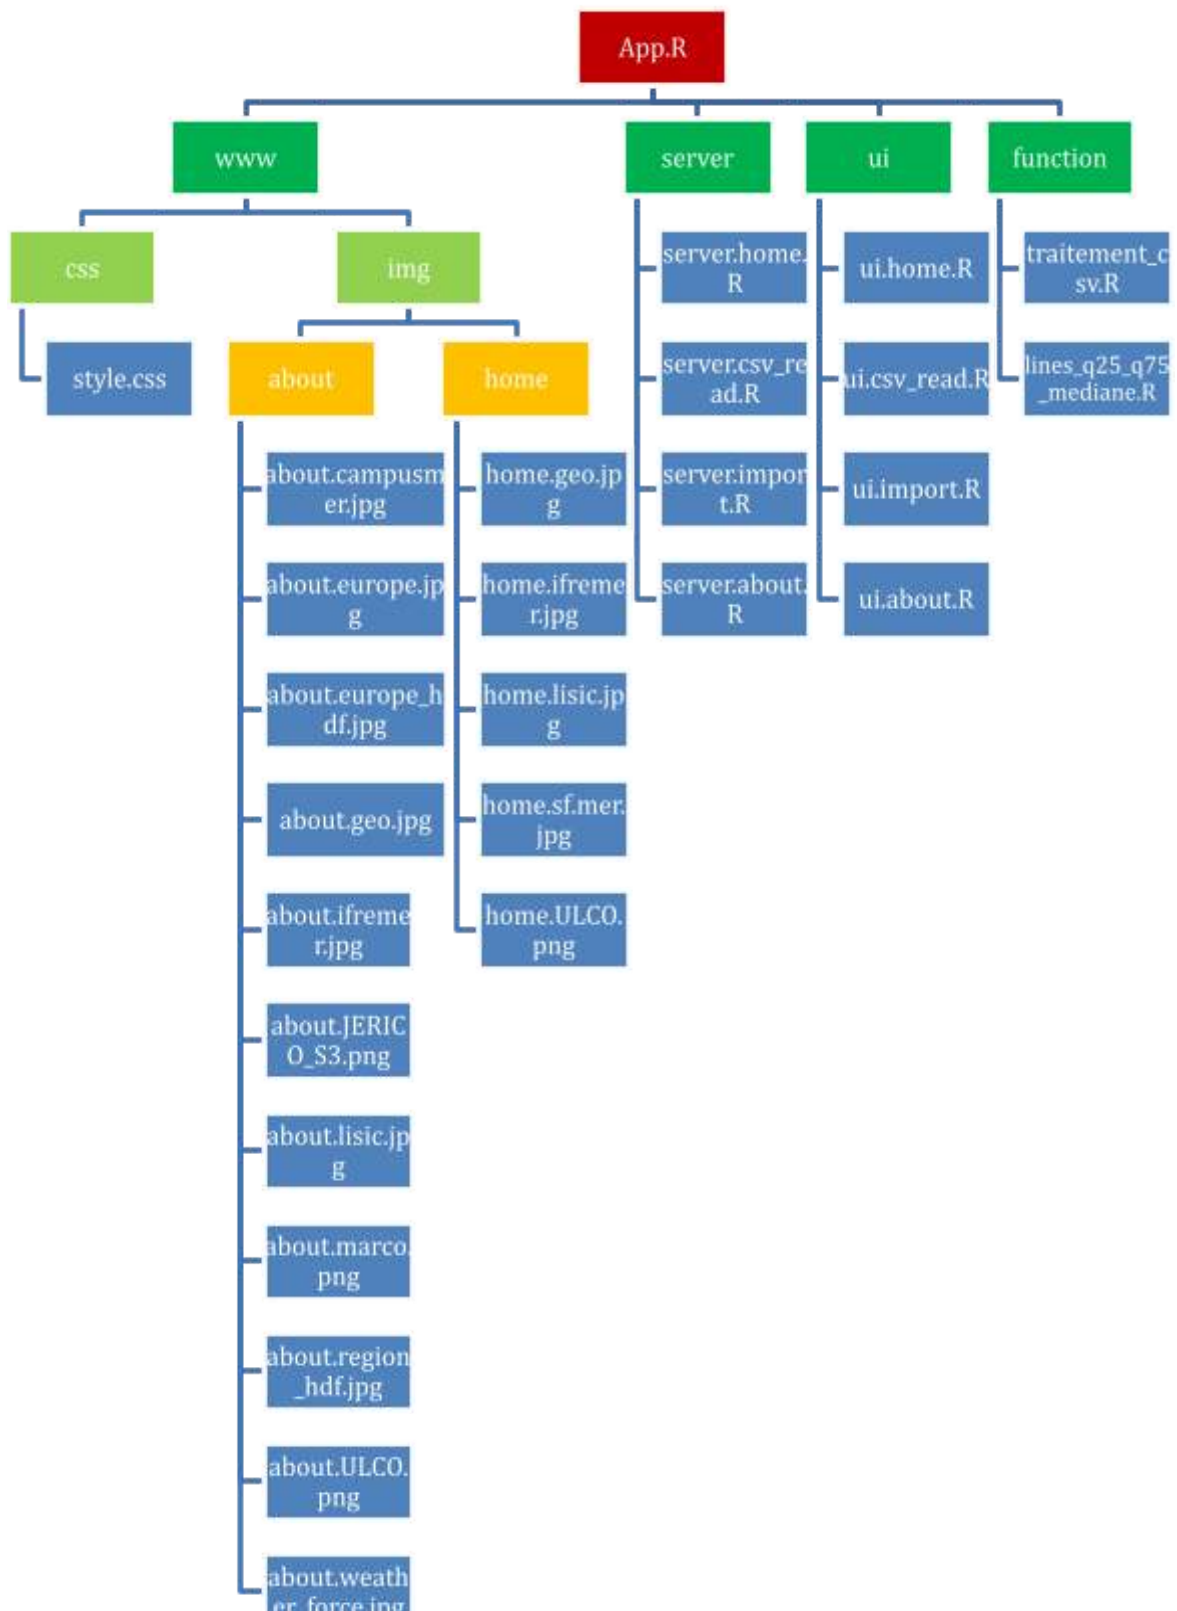 App.R
www
server
ui
function
css
img
server.home.
R
ui.home.R
traitement_c
sv.R
style.css
about
home
server.csv_re
ad.R
ui.csv_read.R
lines_q25_q75
_mediane.R
about.campusm
er.jpg
home.geo.jp
g
server.impor
t.R
ui.import.R
about.europe.jp
g
home.ifreme
r.jpg
server.about.
R
ui.about.R
about.europe_h
df.jpg
home.lisic.jp
g
about.geo.jpg
home.sf.mer.
jpg
about.ifreme
r.jpg
home.ULCO.
png
about.JERIC
O_S3.png
about.lisic.jp
g
about.marco.
png
about.region
_hdf.jpg
about.ULCO.
png
about.weath
er_force.jpg